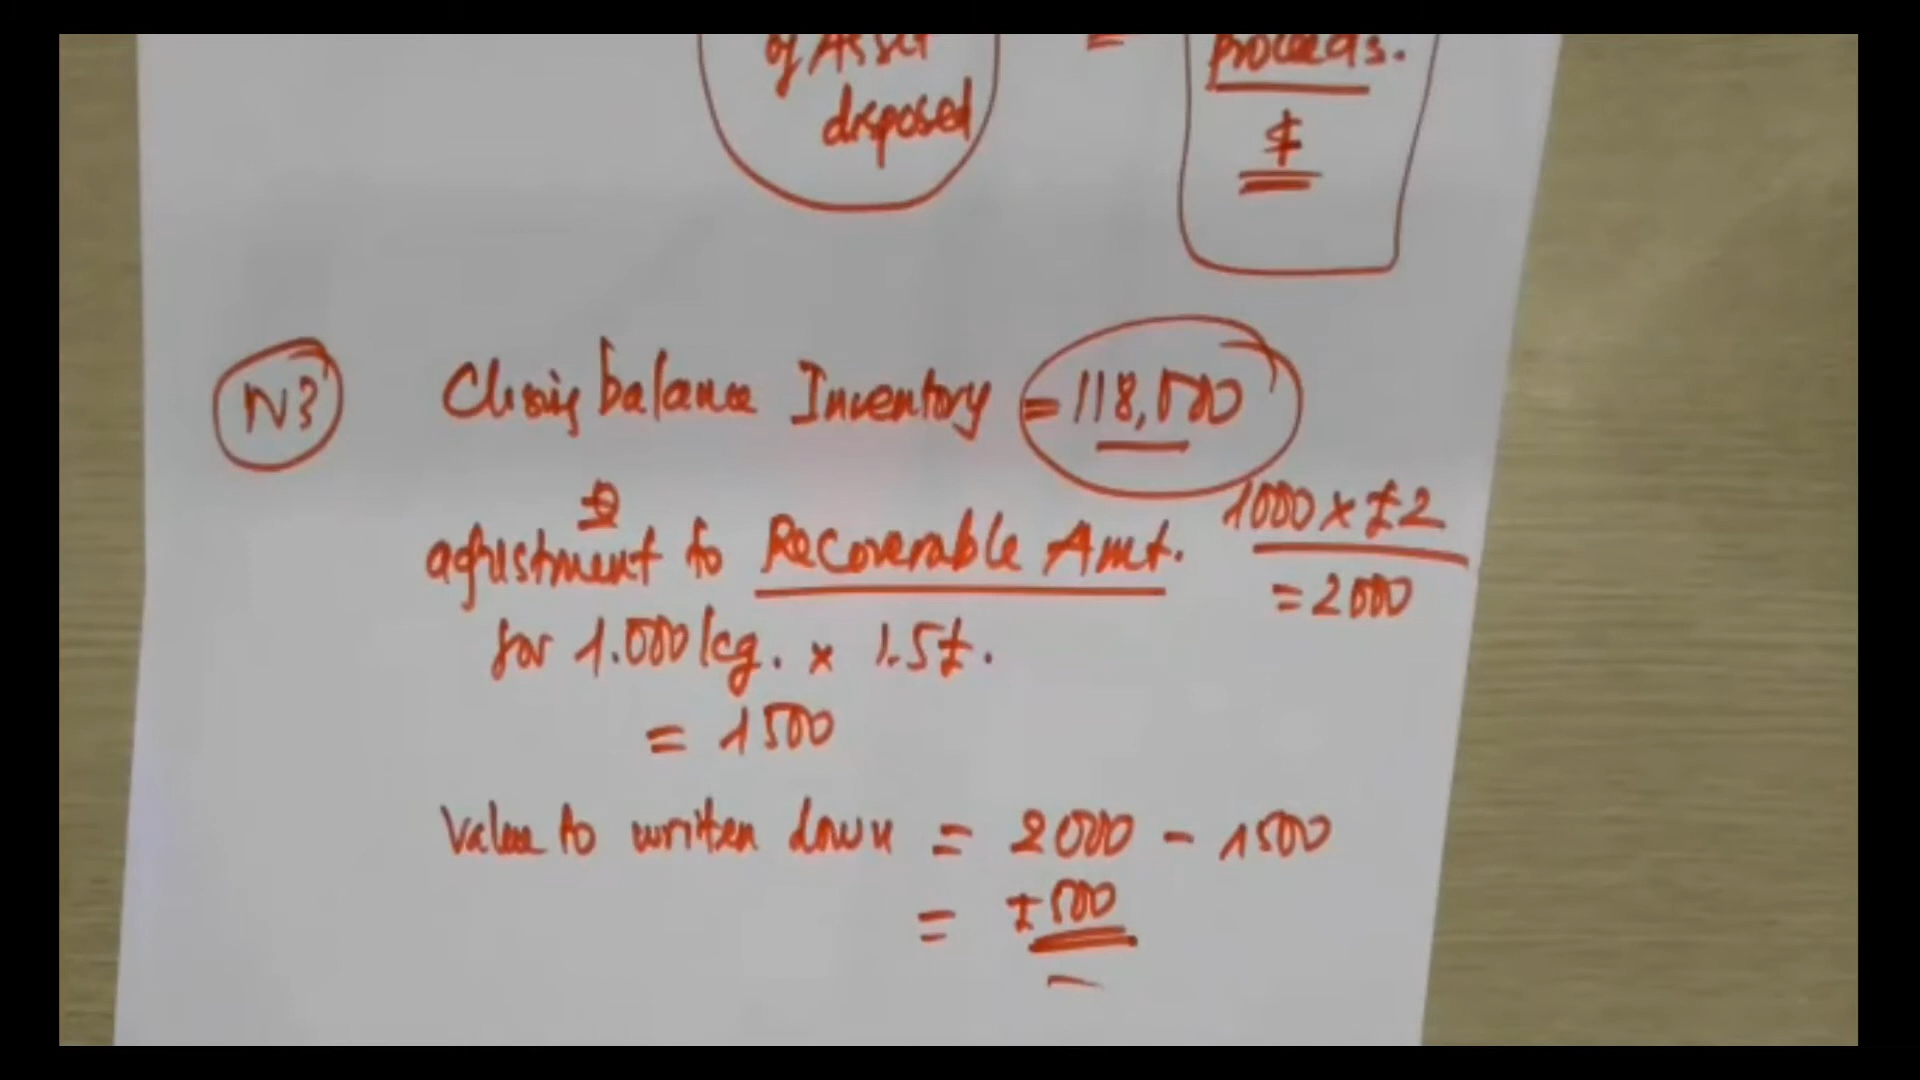 of Asset = proceeds.
disposed
£
N3 Closing balance Inventory = 118,000
adjustment to Recoverable Amt. 1000 x £2
= 2000
for 1.000 kg. x 1.5£.
= 1500
Value to written down = 2000 - 1500
= £500